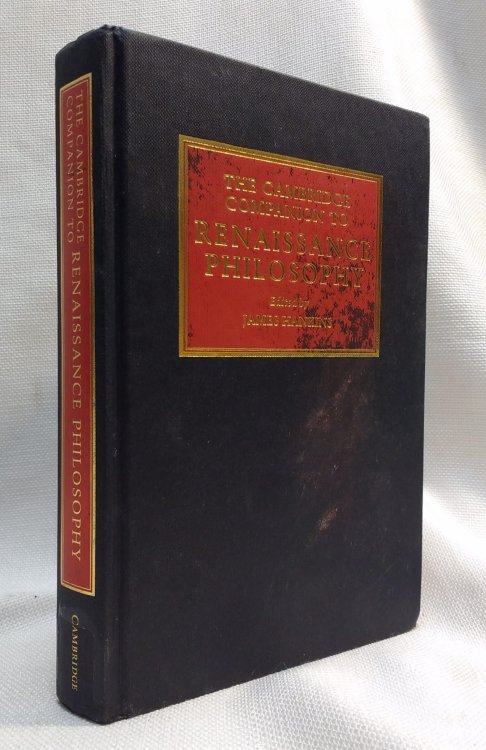 THE CAMBRIDGE
COMPANION TO
RENAISSANCE PHILOSOPHY
CAMBRIDGE
THE CAMBRIDGE
COMPANION TO
RENAISSANCE
PHILOSOPHY
Edited by
JAMES HANKINS